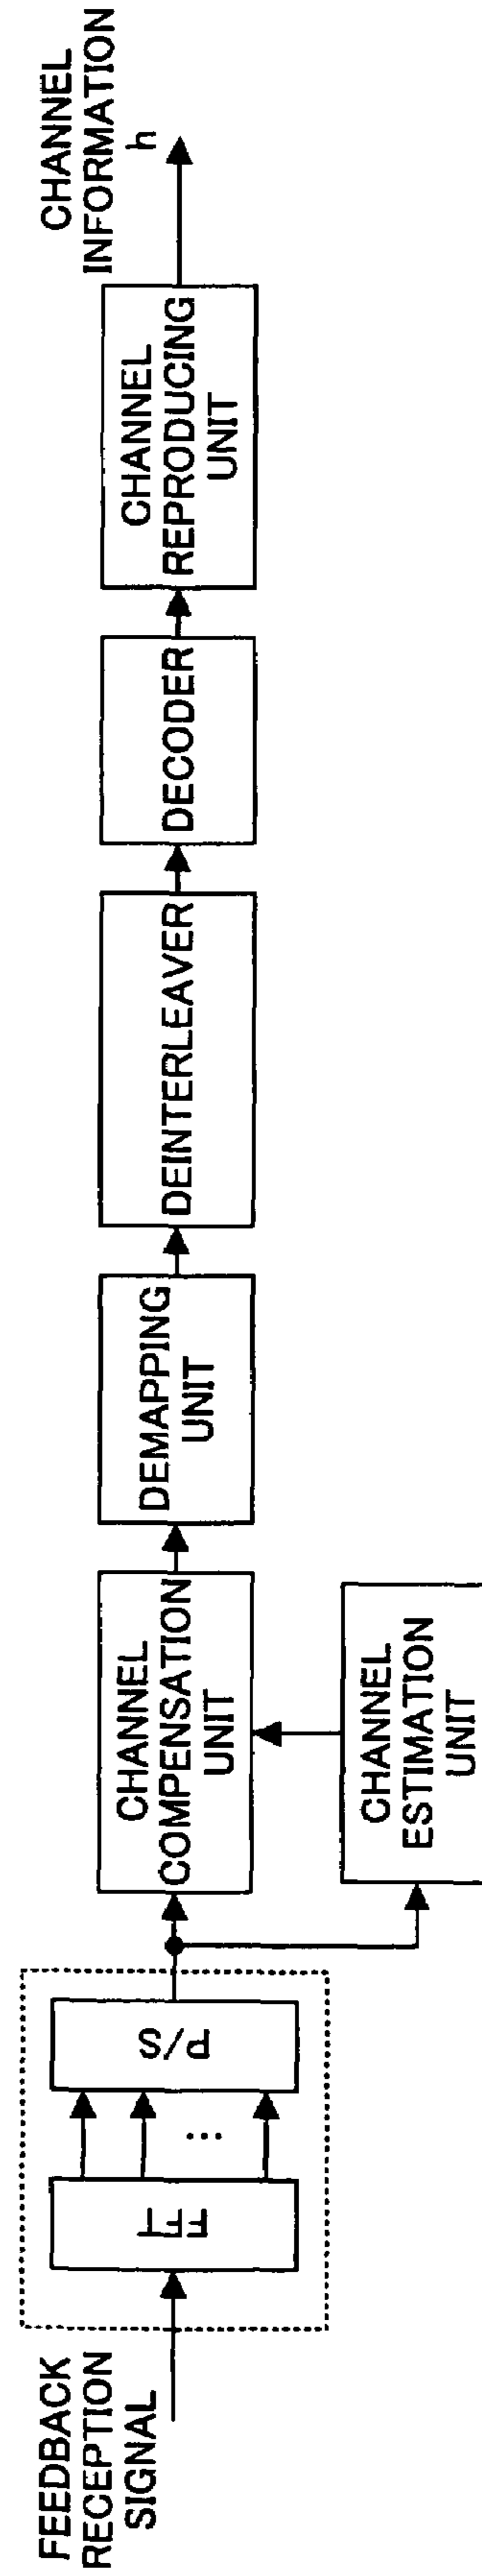 FEEDBACK
RECEPTION
SIGNAL
FFT
...
P/S
CHANNEL
COMPENSATION
UNIT
CHANNEL
ESTIMATION
UNIT
DEMAPPING
UNIT
DEINTERLEAVER
DECODER
CHANNEL
REPRODUCING
UNIT
CHANNEL
INFORMATION
h